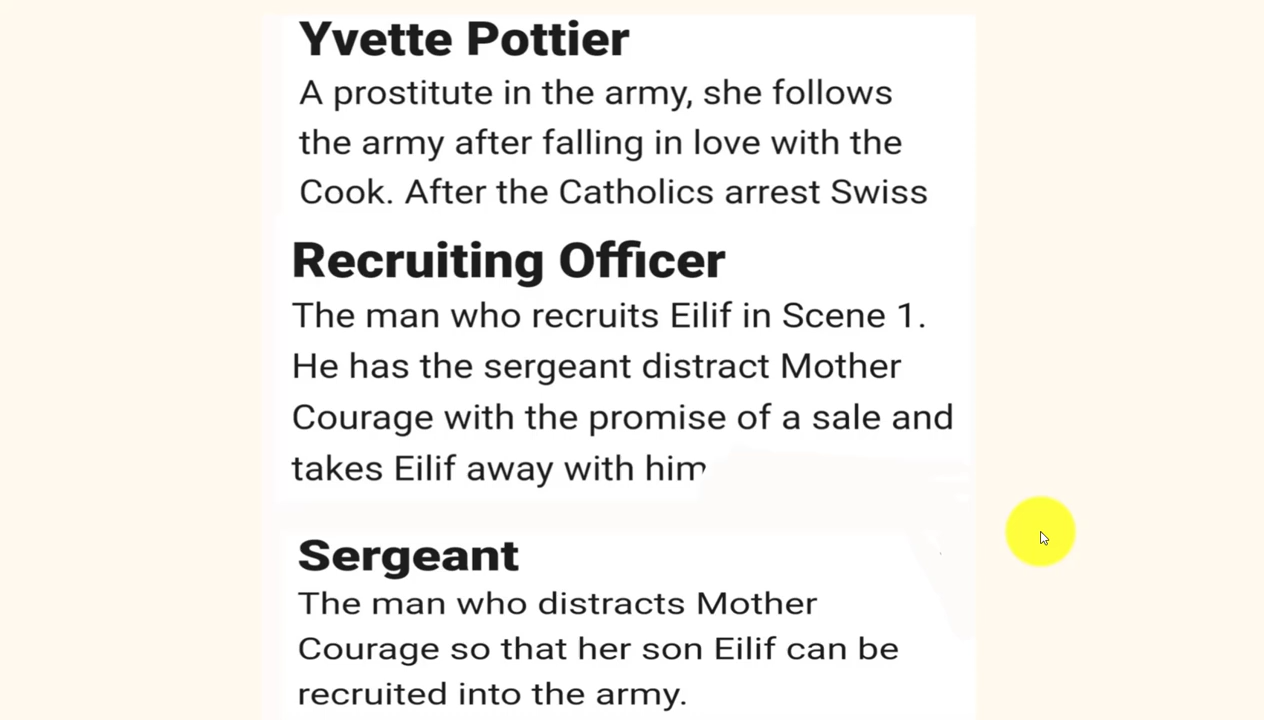 Yvette Pottier
A prostitute in the army, she follows
the army after falling in love with the
Cook. After the Catholics arrest Swiss
Recruiting Officer
The man who recruits Eilif in Scene 1.
He has the sergeant distract Mother
Courage with the promise of a sale and
takes Eilif away with him
Sergeant
The man who distracts Mother
Courage so that her son Eilif can be
recruited into the army.